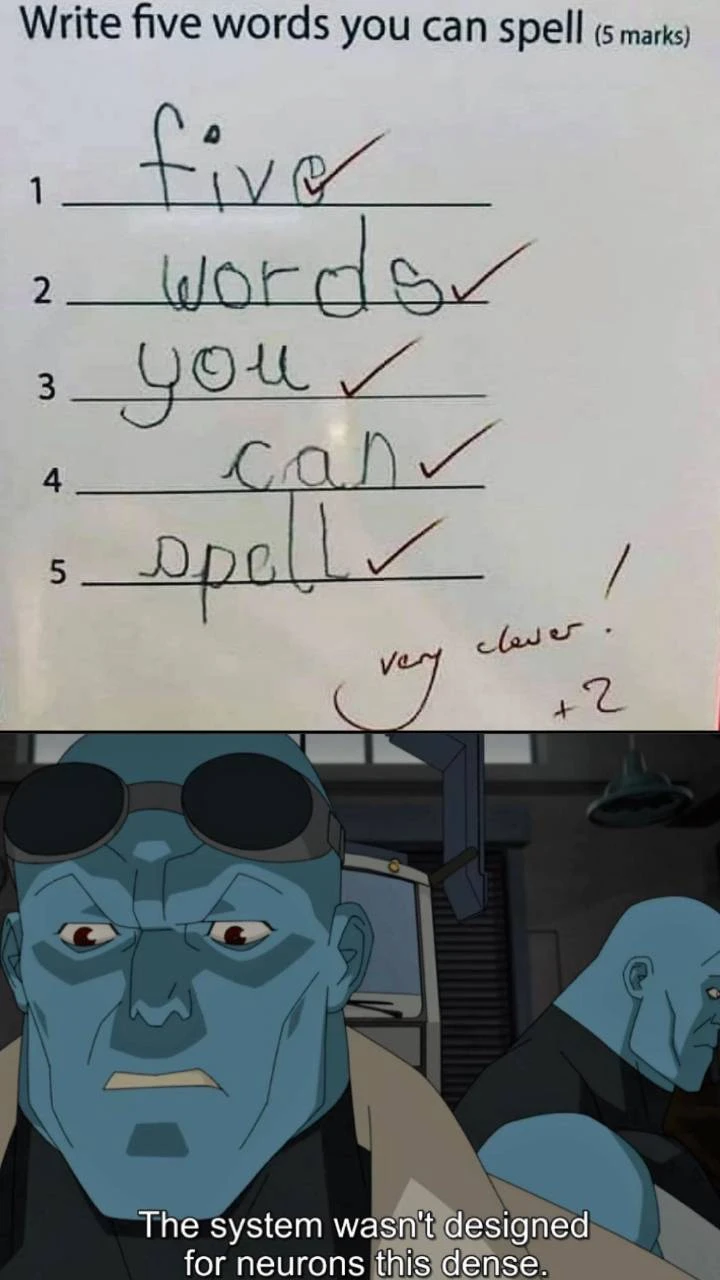 Write five words you can spell (5 marks)
1 five
2 words
3 you
4 can
5 spell
very clever!
+2
The system wasn't designed
for neurons this dense.